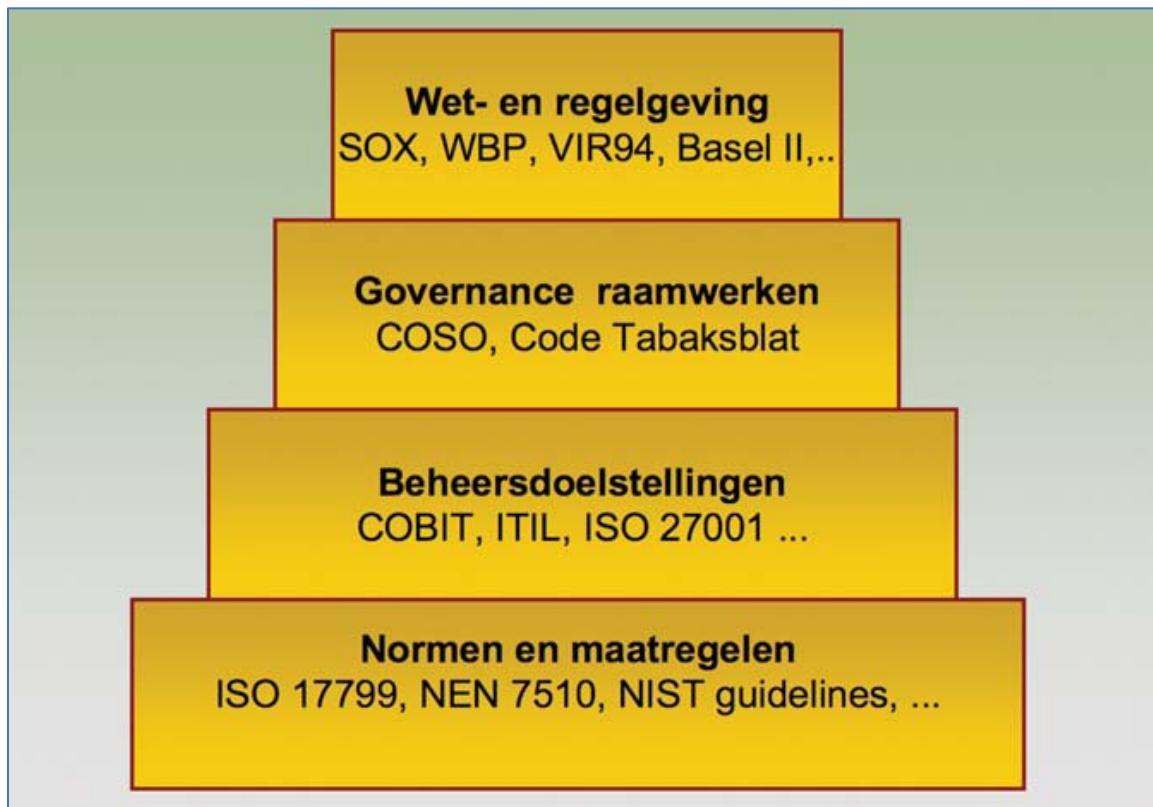 Wet- en regelgeving
SOX, WBP, VIR94, Basel II,..
Governance raamwerken
COSO, Code Tabaksblat
Beheersdoelstellingen
COBIT, ITIL, ISO 27001 ...
Normen en maatregelen
ISO 17799, NEN 7510, NIST guidelines, ...